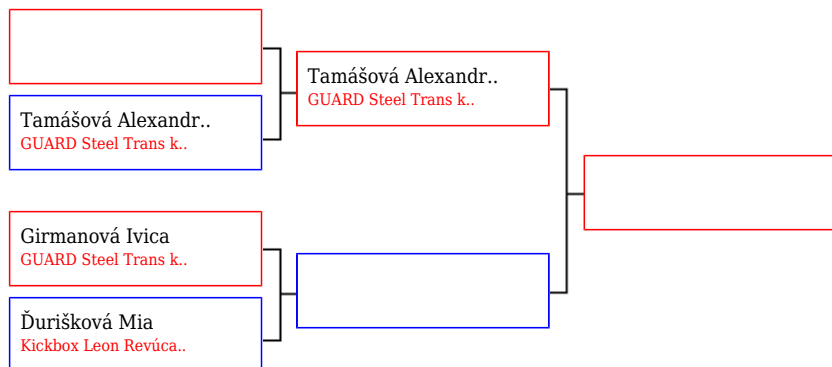 Tamášová Alexandr..
GUARD Steel Trans k..
Tamášová Alexandr..
GUARD Steel Trans k..
Girmanová Ivica
GUARD Steel Trans k..
Ďurišková Mia
Kickbox Leon Revúca..